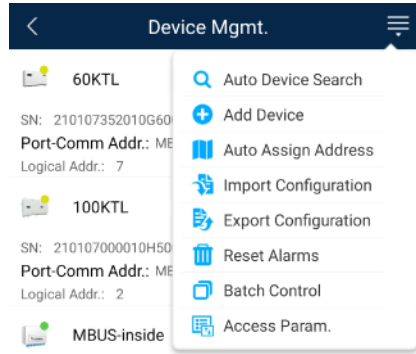 Device Mgmt.
60KTL
SN: 210107352010G60
Port-Comm Addr.: ME
Logical Addr.: 7
100KTL
SN: 210107000010H50
Port-Comm Addr.: ME
Logical Addr.: 2
MBUS-inside
Auto Device Search
Add Device
Auto Assign Address
Import Configuration
Export Configuration
Reset Alarms
Batch Control
Access Param.